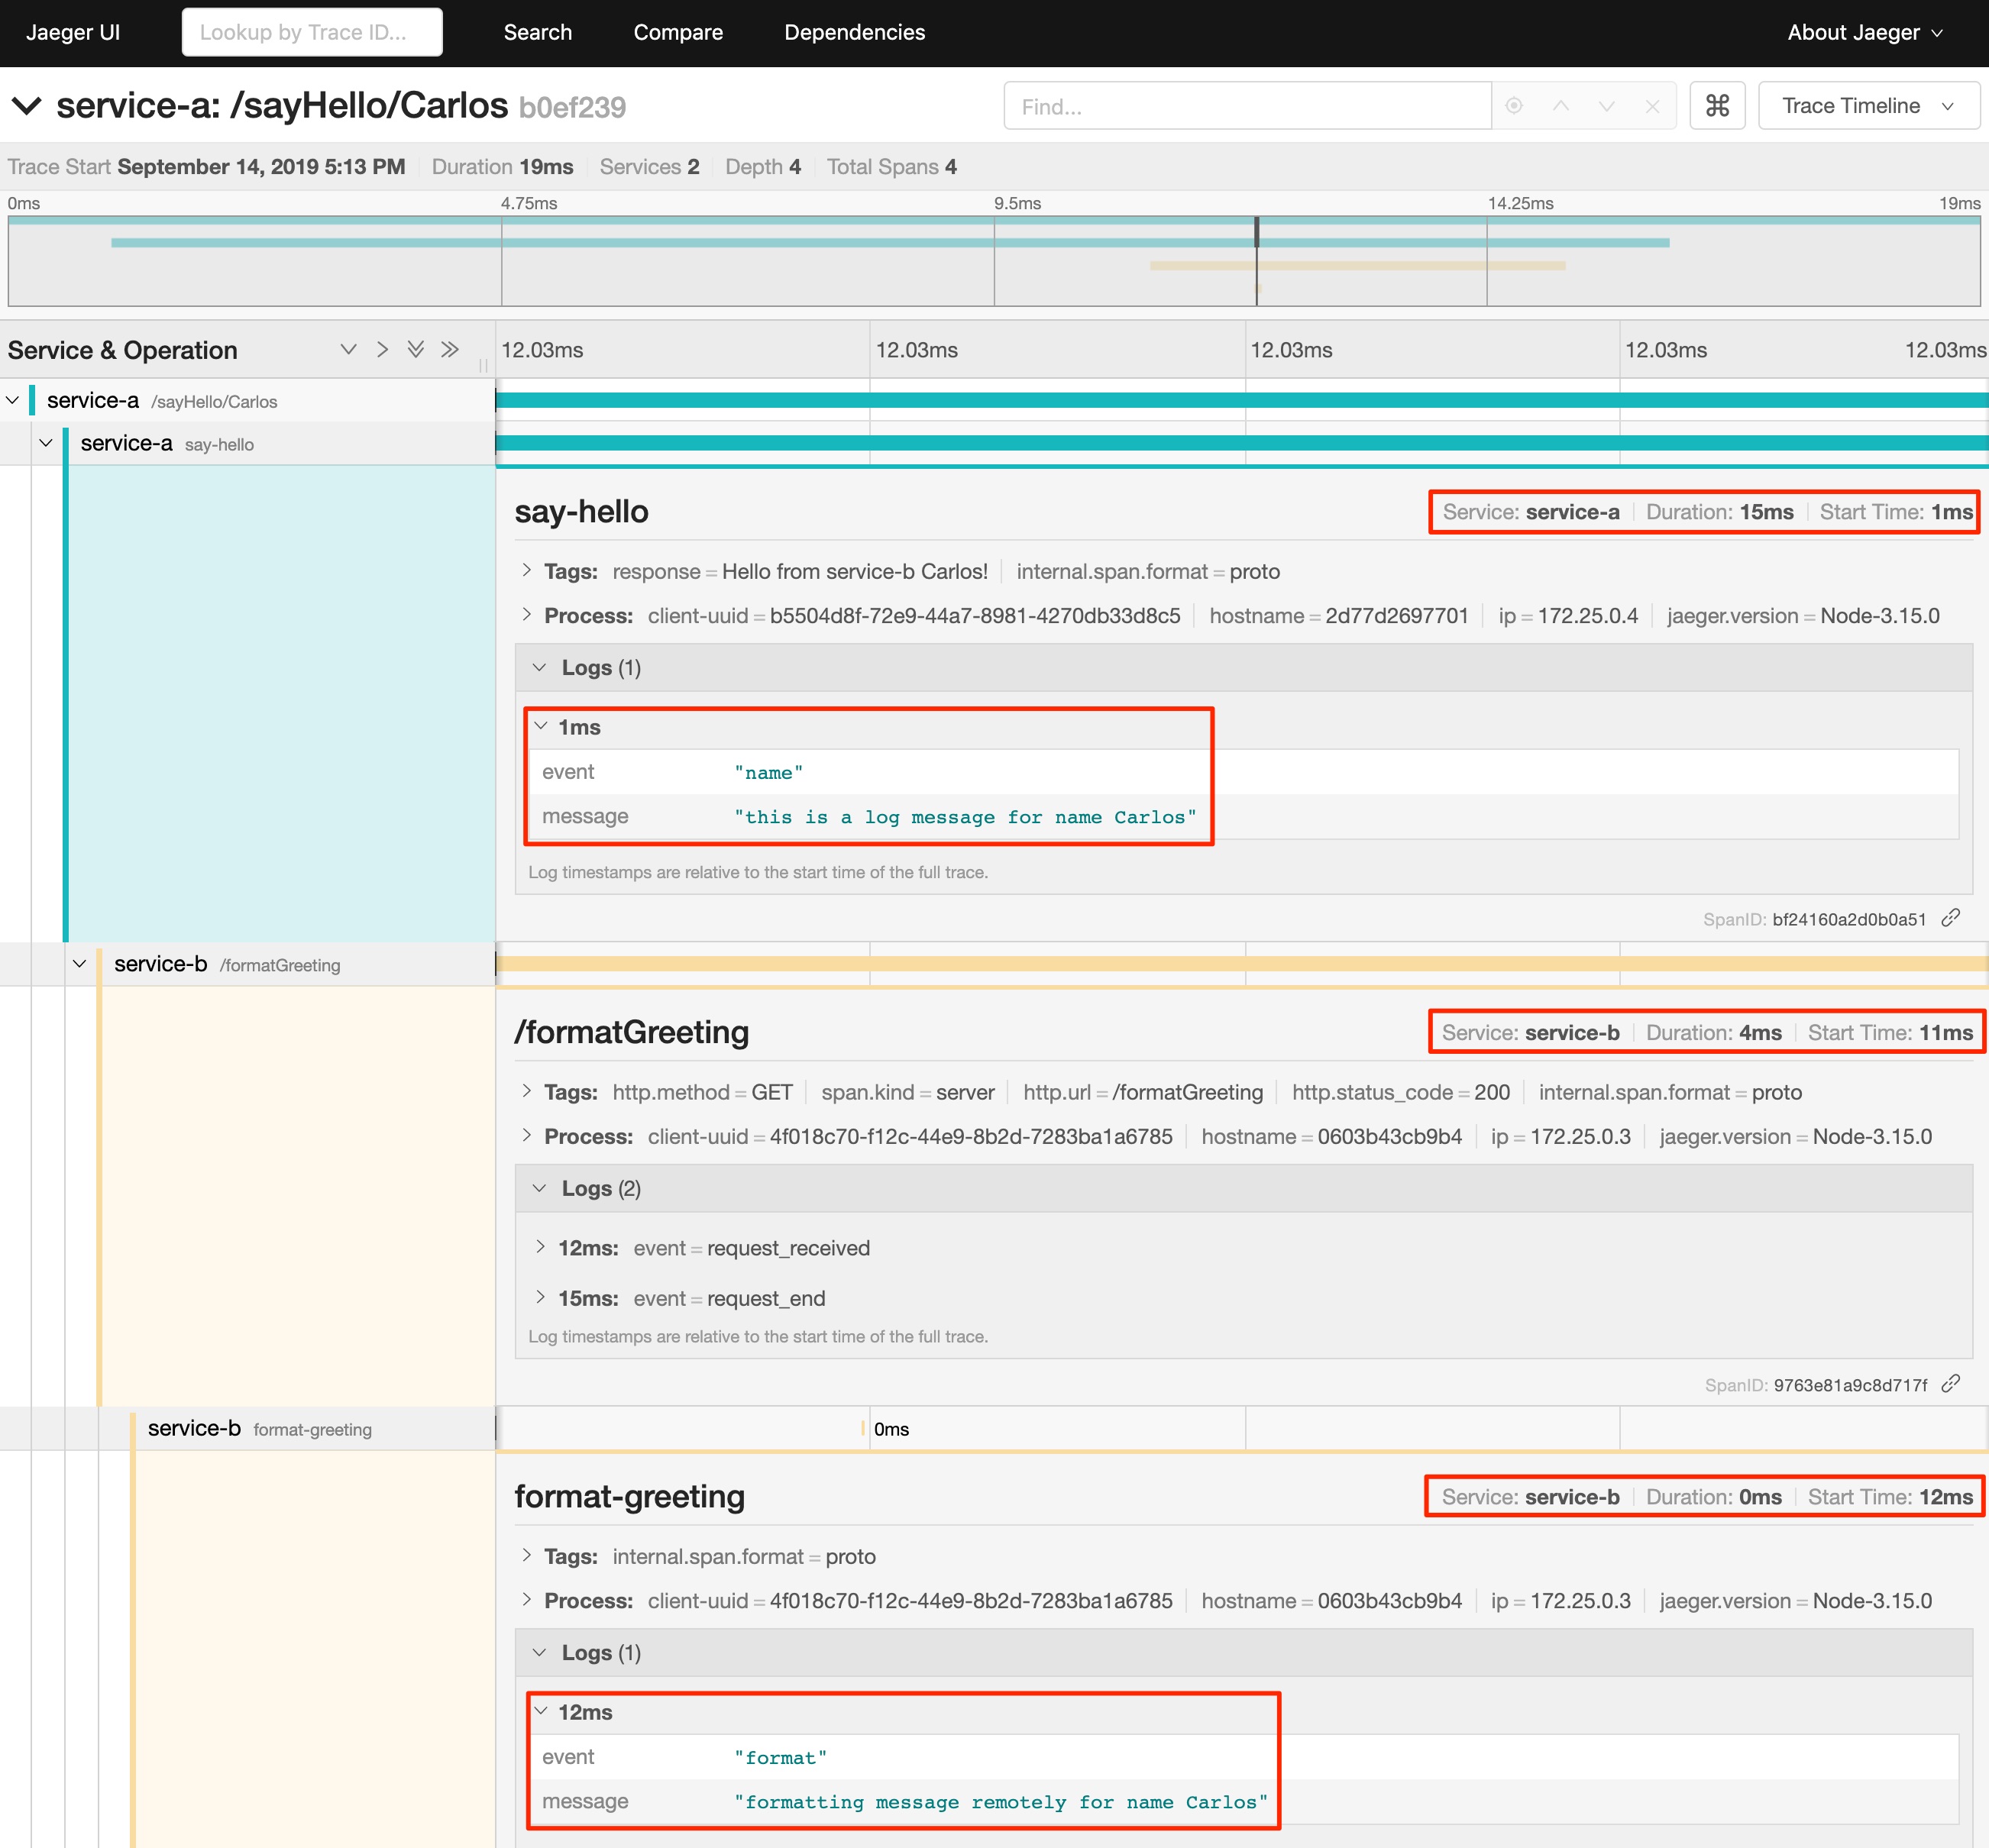 Jaeger UI Lookup by Trace ID... Search Compare Dependencies About Jaeger
service-a: /sayHello/Carlos b0ef239 Find... ⌘ Trace Timeline
Trace Start September 14, 2019 5:13 PM Duration 19ms Services 2 Depth 4 Total Spans 4
0ms 4.75ms 9.5ms 14.25ms 19ms
Service & Operation 12.03ms 12.03ms 12.03ms 12.03ms 12.03ms
service-a /sayHello/Carlos
service-a say-hello
say-hello Service: service-a Duration: 15ms Start Time: 1ms
Tags: response = Hello from service-b Carlos! internal.span.format = proto
Process: client-uuid = b5504d8f-72e9-44a7-8981-4270db33d8c5 hostname = 2d77d2697701 ip = 172.25.0.4 jaeger.version = Node-3.15.0
Logs (1)
1ms
event "name"
message "this is a log message for name Carlos"
Log timestamps are relative to the start time of the full trace.
SpanID: bf24160a2d0b0a51
service-b /formatGreeting
/formatGreeting Service: service-b Duration: 4ms Start Time: 11ms
Tags: http.method = GET span.kind = server http.url = /formatGreeting http.status_code = 200 internal.span.format = proto
Process: client-uuid = 4f018c70-f12c-44e9-8b2d-7283ba1a6785 hostname = 0603b43cb9b4 ip = 172.25.0.3 jaeger.version = Node-3.15.0
Logs (2)
12ms: event = request_received
15ms: event = request_end
Log timestamps are relative to the start time of the full trace.
SpanID: 9763e81a9c8d717f
service-b format-greeting 0ms
format-greeting Service: service-b Duration: 0ms Start Time: 12ms
Tags: internal.span.format = proto
Process: client-uuid = 4f018c70-f12c-44e9-8b2d-7283ba1a6785 hostname = 0603b43cb9b4 ip = 172.25.0.3 jaeger.version = Node-3.15.0
Logs (1)
12ms
event "format"
message "formatting message remotely for name Carlos"